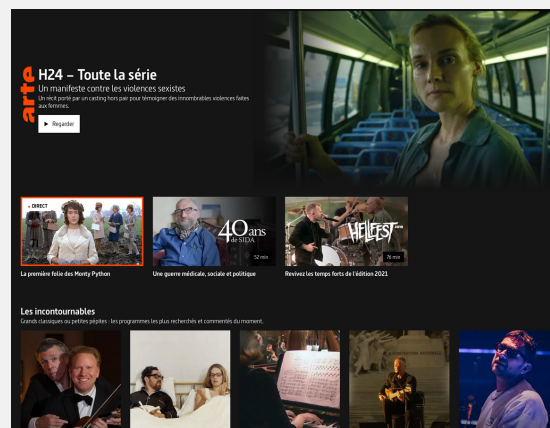 arte
H24 – Toute la série
Un manifeste contre les violences sexistes
Un récit porté par un casting hors pair pour témoigner des innombrables violences faites
aux femmes.
Regarder
DIRECT
40 ans
de SIDA
52 min
HELLFEST
76 min
La première folie des Monty Python
Une guerre médicale, sociale et politique
Revivez les temps forts de l'édition 2021
Les incontournables
Grands classiques ou petites pépites : les programmes les plus recherchés et commentés du moment.